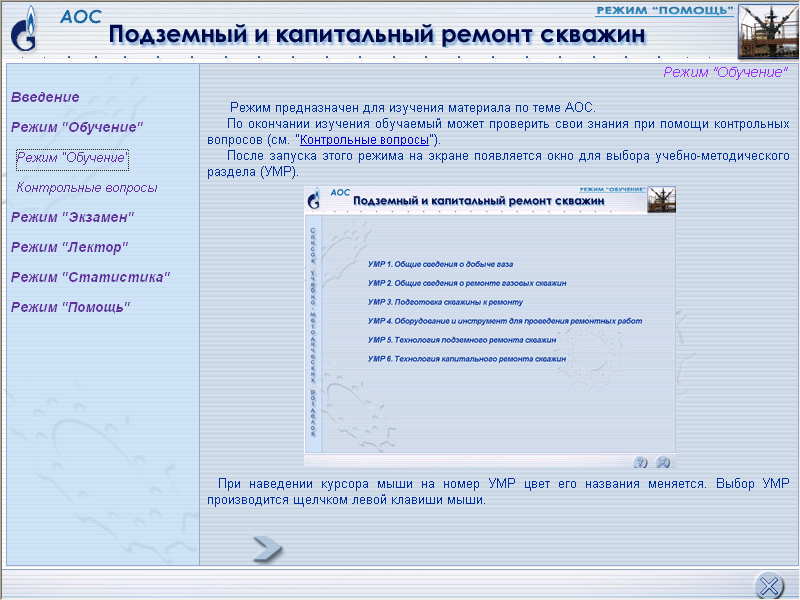 АОС
Подземный и капитальный ремонт скважин
РЕЖИМ "ПОМОЩЬ"
Введение
Режим "Обучение"
Режим "Обучение"
Контрольные вопросы
Режим "Экзамен"
Режим "Лектор"
Режим "Статистика"
Режим "Помощь"
Режим "Обучение"
Режим предназначен для изучения материала по теме АОС.
По окончании изучения обучаемый может проверить свои знания при помощи контрольных
вопросов (см. "Контрольные вопросы").
После запуска этого режима на экране появляется окно для выбора учебно-методического
раздела (УМР).
АОС
Подземный и капитальный ремонт скважин
РЕЖИМ "ОБУЧЕНИЕ"
Список учебно-методических разделов
УМР 1. Общие сведения о добыче газа
УМР 2. Общие сведения о ремонте газовых скважин
УМР 3. Подготовка скважины к ремонту
УМР 4. Оборудование и инструмент для проведения ремонтных работ
УМР 5. Технология подземного ремонта скважин
УМР 6. Технология капитального ремонта скважин
?
При наведении курсора мыши на номер УМР цвет его названия меняется. Выбор УМР
производится щелчком левой клавиши мыши.